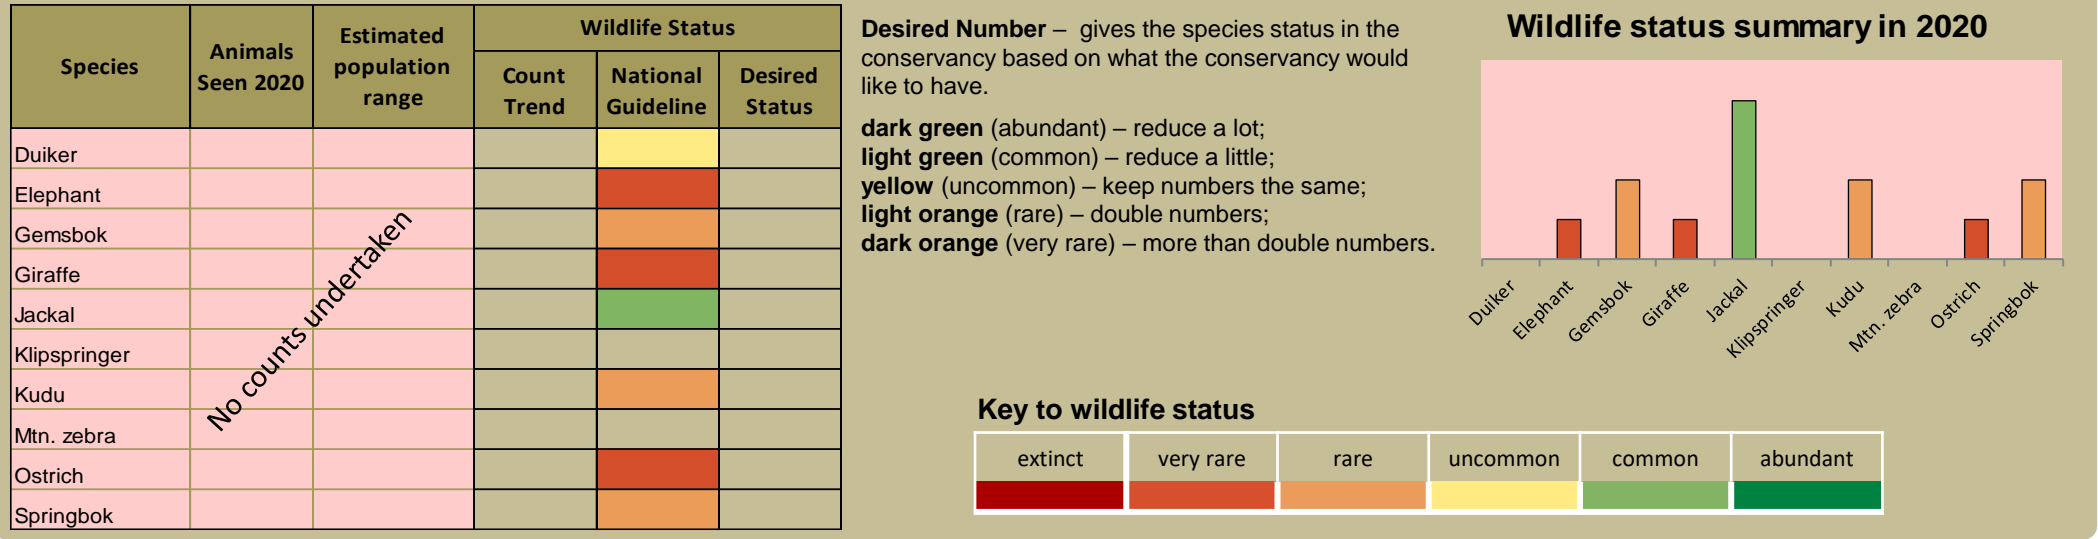 Species
Animals
Seen 2020
Estimated
population
range
Wildlife Status
Count
Trend
National
Guideline
Desired
Status
Duiker
Elephant
Gemsbok
Giraffe
Jackal
Klipspringer
Kudu
Mtn. zebra
Ostrich
Springbok
No counts undertaken
Desired Number – gives the species status in the
conservancy based on what the conservancy would
like to have.
dark green (abundant) – reduce a lot;
light green (common) – reduce a little;
yellow (uncommon) – keep numbers the same;
light orange (rare) – double numbers;
dark orange (very rare) – more than double numbers.
Wildlife status summary in 2020
Duiker
Elephant
Gemsbok
Giraffe
Jackal
Klipspringer
Kudu
Mtn. zebra
Ostrich
Springbok
Key to wildlife status
extinct very rare rare uncommon common abundant